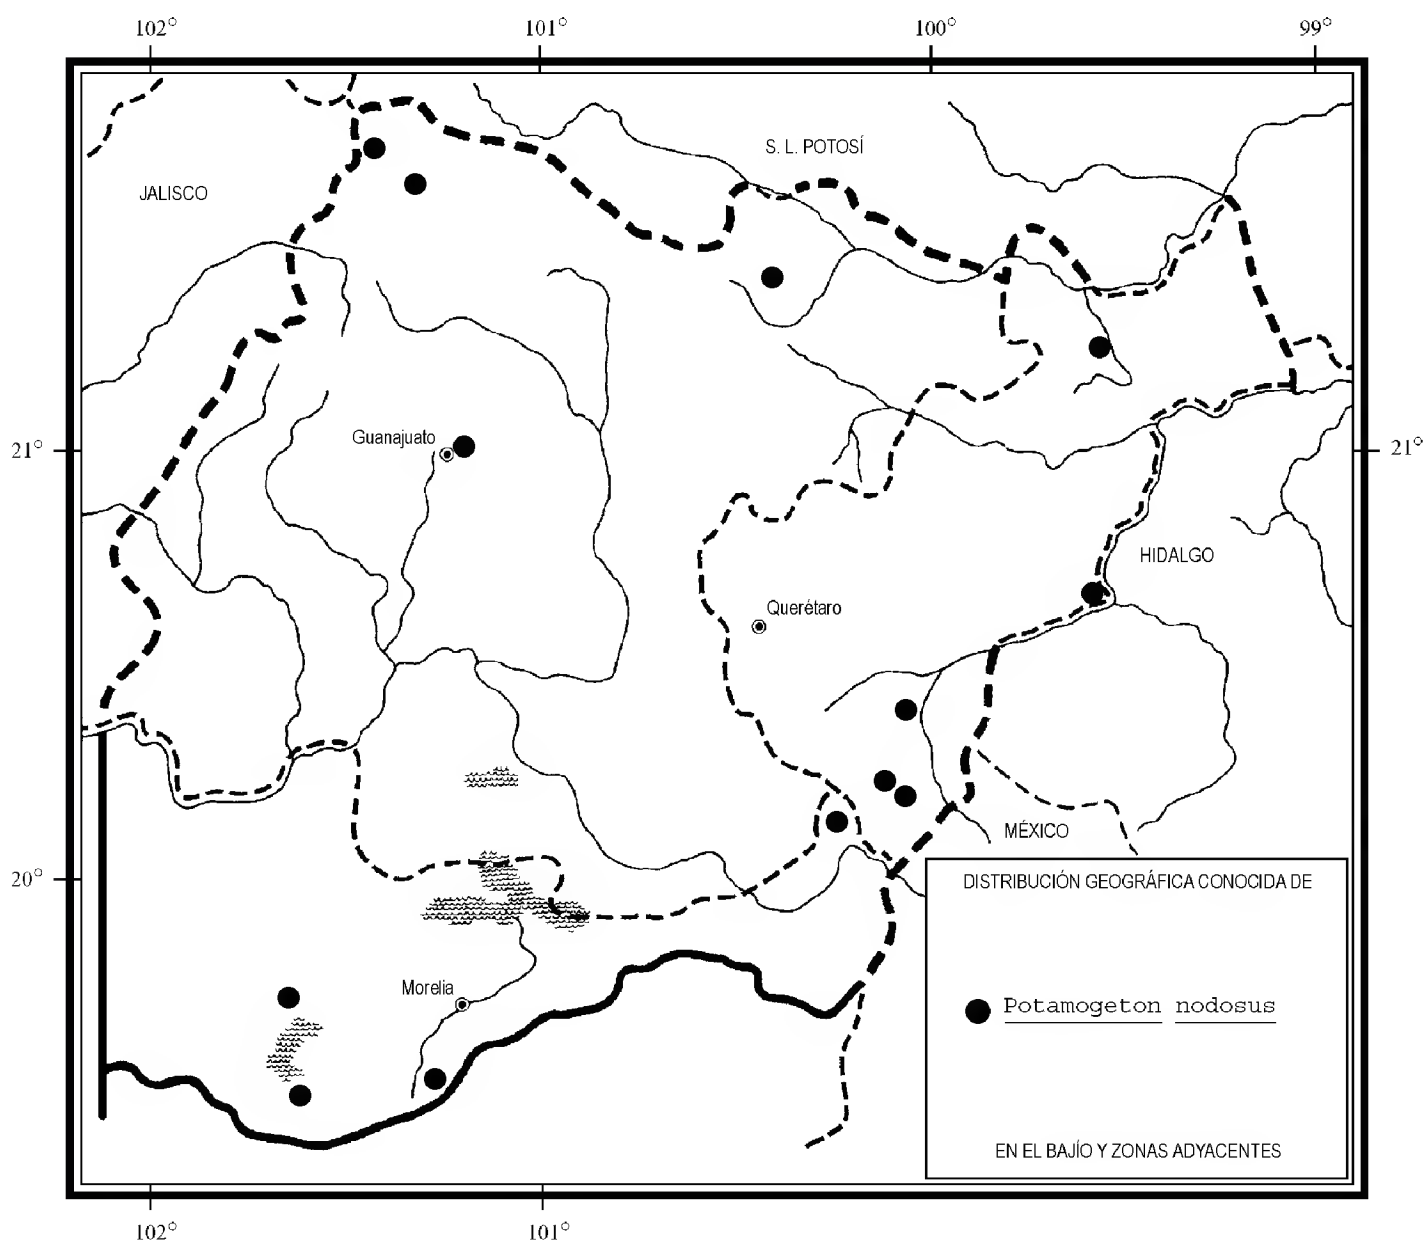 102° 101° 100° 99°
S. L. POTOSÍ
JALISCO
Guanajuato
21° 21°
HIDALGO
Querétaro
MÉXICO
20°
DISTRIBUCIÓN GEOGRÁFICA CONOCIDA DE
Morelia
Potamogeton nodosus
EN EL BAJÍO Y ZONAS ADYACENTES
102° 101°